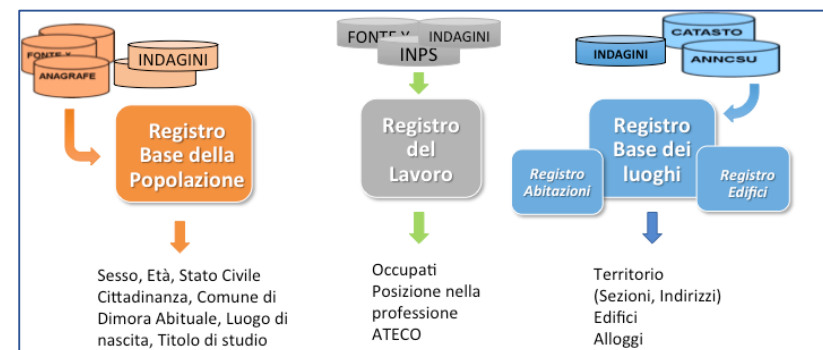 FONTE X
ANAGRAFE
INDAGINI
Registro
Base della
Popolazione
Sesso, Età, Stato Civile
Cittadinanza, Comune di
Dimora Abituale, Luogo di
nascita, Titolo di studio
FONTE X
INDAGINI
INPS
Registro
del
Lavoro
Occupati
Posizione nella
professione
ATECO
INDAGINI
CATASTO
ANNCSU
Registro
Base dei
luoghi
Registro
Abitazioni
Registro
Edifici
Territorio
(Sezioni, Indirizzi)
Edifici
Alloggi